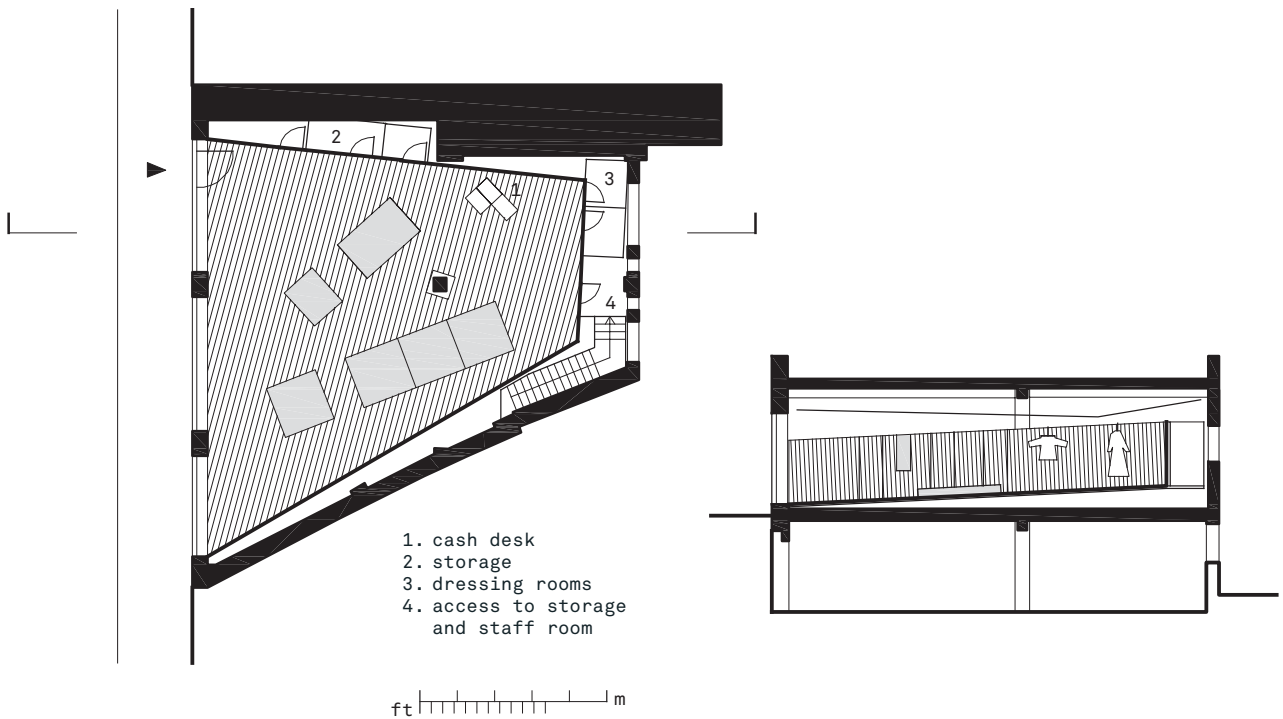 2
3
1
4
1. cash desk
2. storage
3. dressing rooms
4. access to storage
and staff room
ft
m